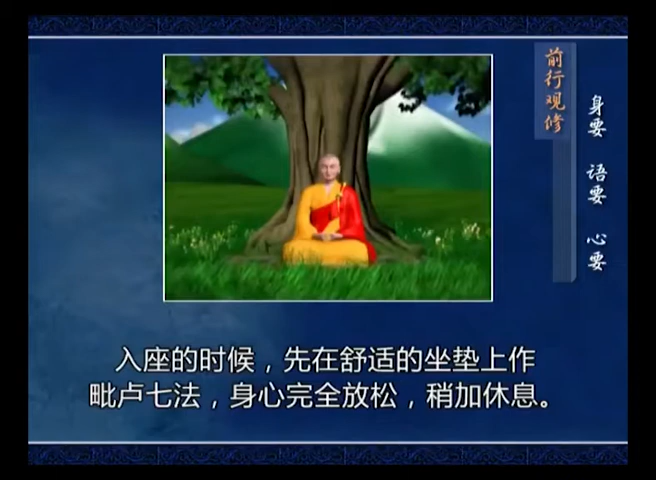 前行观修
身要 语要 心要
入座的时候，先在舒适的坐垫上作
毗卢七法，身心完全放松，稍加休息。